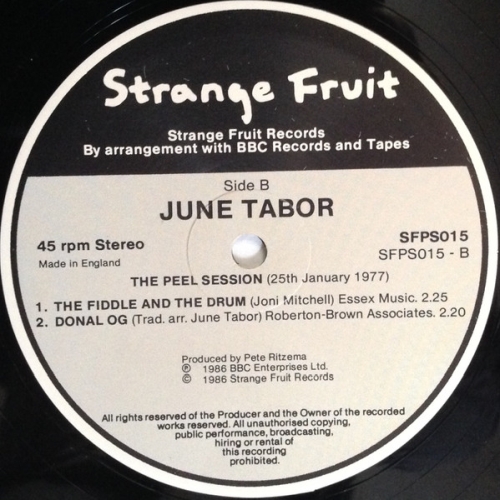 Strange Fruit
Strange Fruit Records
By arrangement with BBC Records and Tapes
Side B
JUNE TABOR
45 rpm Stereo
Made in England
SFPS015
SFPS015 - B
THE PEEL SESSION (25th January 1977)
1. THE FIDDLE AND THE DRUM (Joni Mitchell) Essex Music. 2.25
2. DONAL OG (Trad. arr. June Tabor) Roberton-Brown Associates. 2.20
Produced by Pete Ritzema
℗ 1986 BBC Enterprises Ltd.
© 1986 Strange Fruit Records
All rights reserved of the Producer and the Owner of the recorded
works reserved. All unauthorised copying,
public performance, broadcasting,
hiring or rental of
this recording
prohibited.